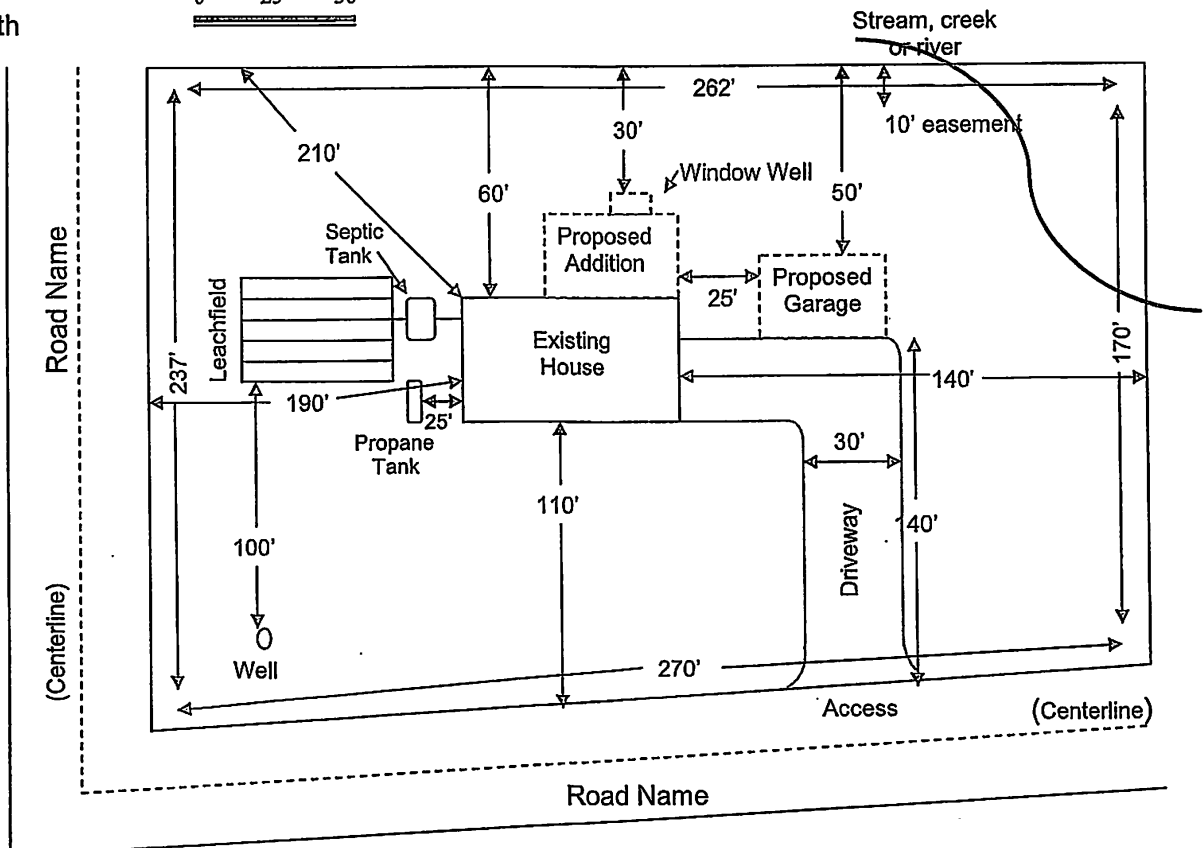 Stream, creek
or river
262'
10' easement
30'
210'
60'
Window Well
50'
Septic
Tank
Proposed
Addition
25'
Proposed
Garage
Road Name
(Centerline)
Leachfield
237'
Existing
House
170'
140'
190'
25'
Propane
Tank
30'
110'
140'
Driveway
100'
Well
270'
Access
(Centerline)
Road Name